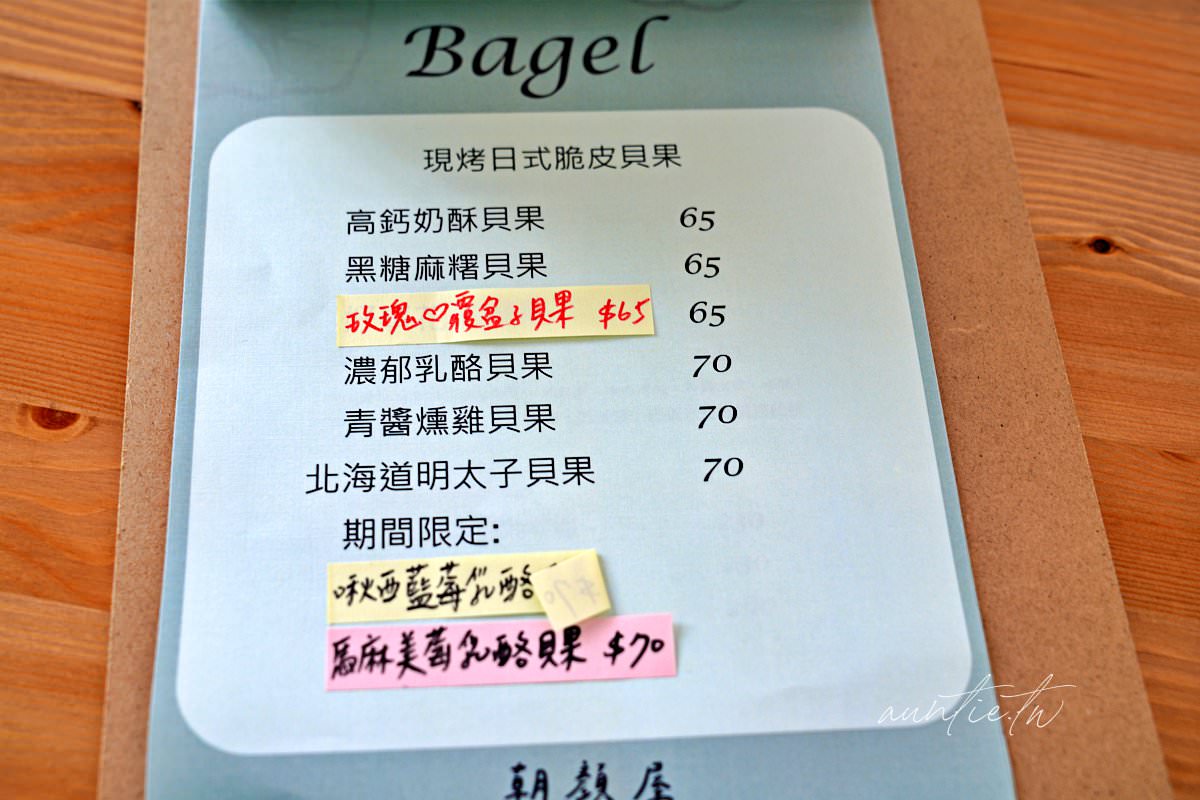 Bagel
現烤日式脆皮貝果
高鈣奶酥貝果 65
黑糖麻糬貝果 65
玫瑰♡覆盆子貝果 $65 65
濃郁乳酪貝果 70
青醬燻雞貝果 70
北海道明太子貝果 70
期間限定:
啾西藍莓乳酪 $70
馬麻美莓乳酪貝果 $70
auntie.tw
朝顏屋